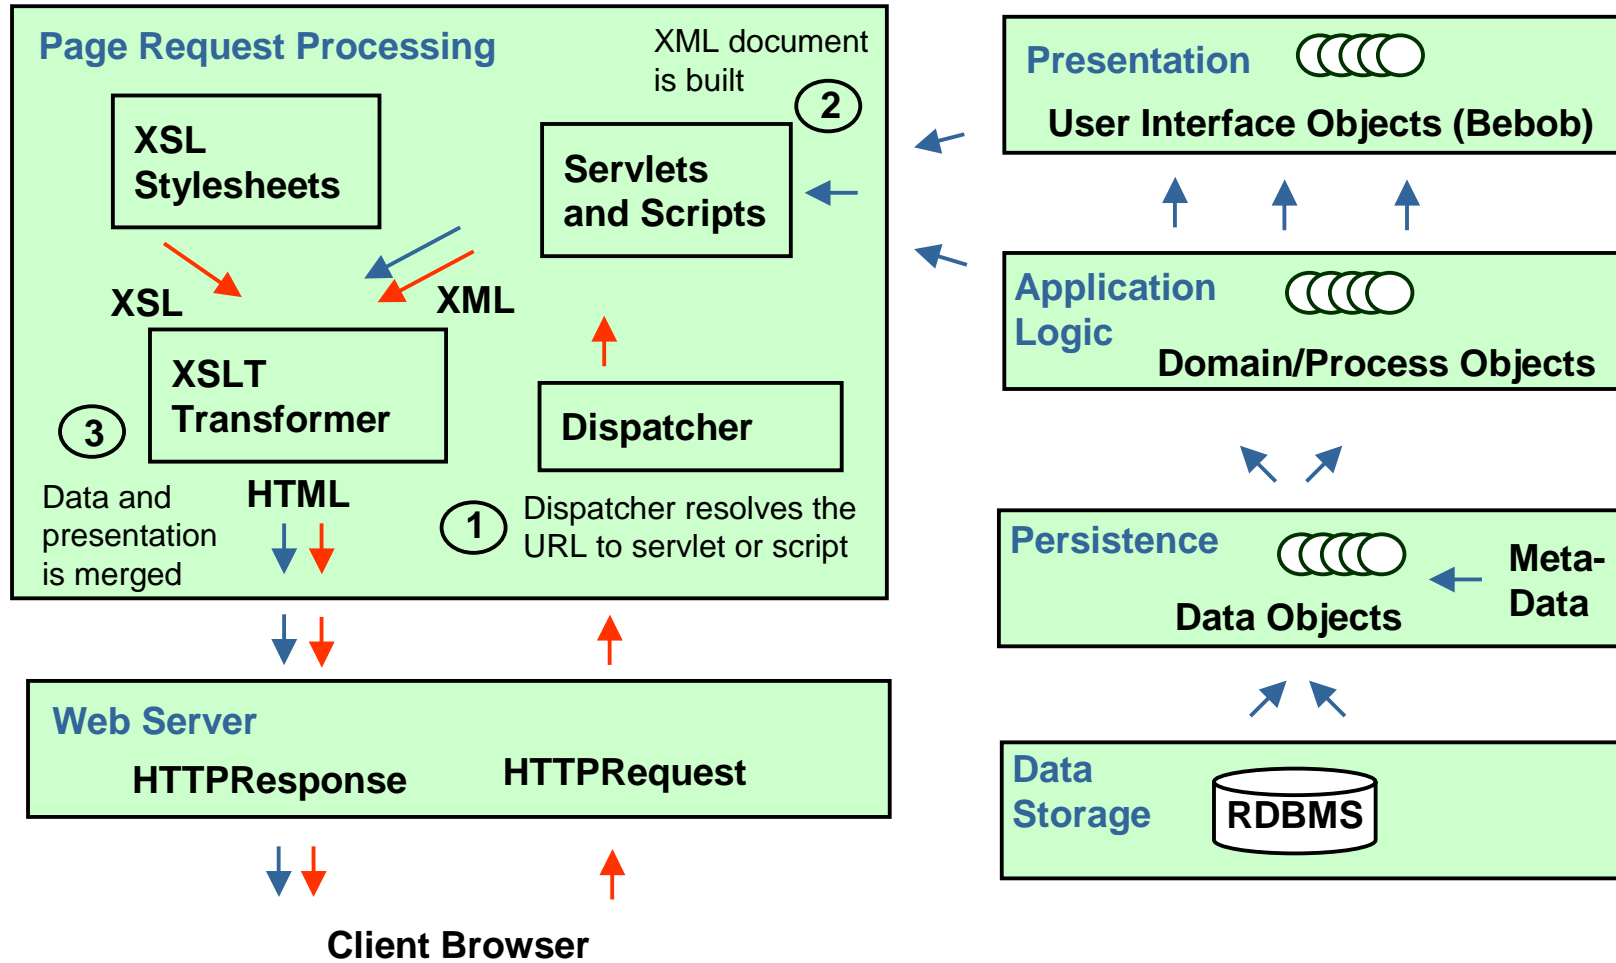 Page Request Processing
XML document
is built
2
XSL
Stylesheets
Servlets
and Scripts
XSL
XML
XSLT
Transformer
3
Dispatcher
Data and
presentation
is merged
HTML
1
Dispatcher resolves the
URL to servlet or script
Web Server
HTTPResponse
HTTPRequest
Client Browser
Presentation
User Interface Objects (Bebob)
Application
Logic
Domain/Process Objects
Persistence
Meta-
Data
Data Objects
Data
Storage
RDBMS